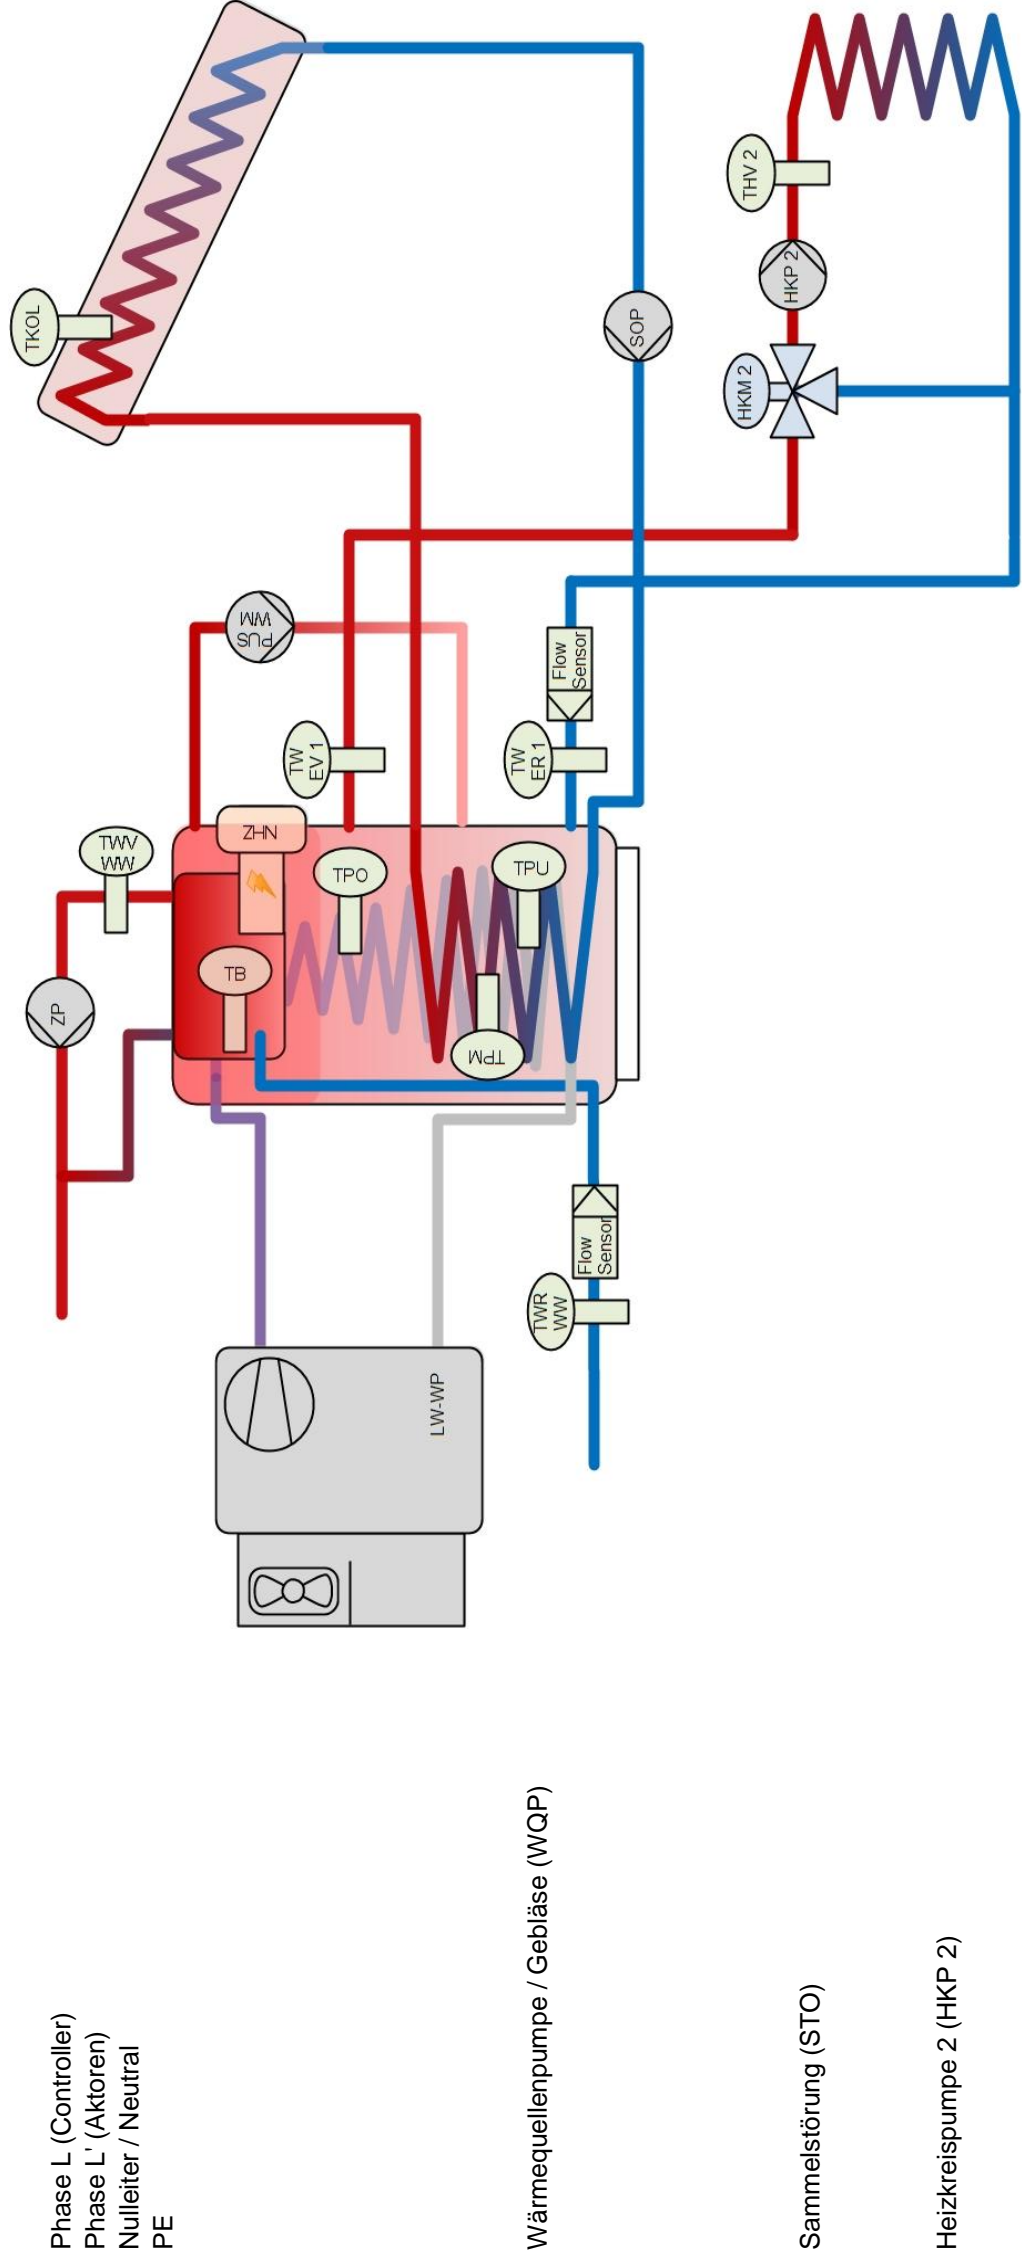 TKOL
THV 2
HKP 2
SOP
HKM 2
PUS
WM
Flow
Sensor
TW
EV 1
TW
ER 1
TWV
WW
NHZ
TPO
TPU
ZP
TB
TPM
Flow
Sensor
TWR
WW
LW-WP
Phase L (Controller)
Phase L' (Aktoren)
Nulleiter / Neutral
PE
Wärmequellenpumpe / Gebläse (WQP)
Sammelstörung (STO)
Heizkreispumpe 2 (HKP 2)